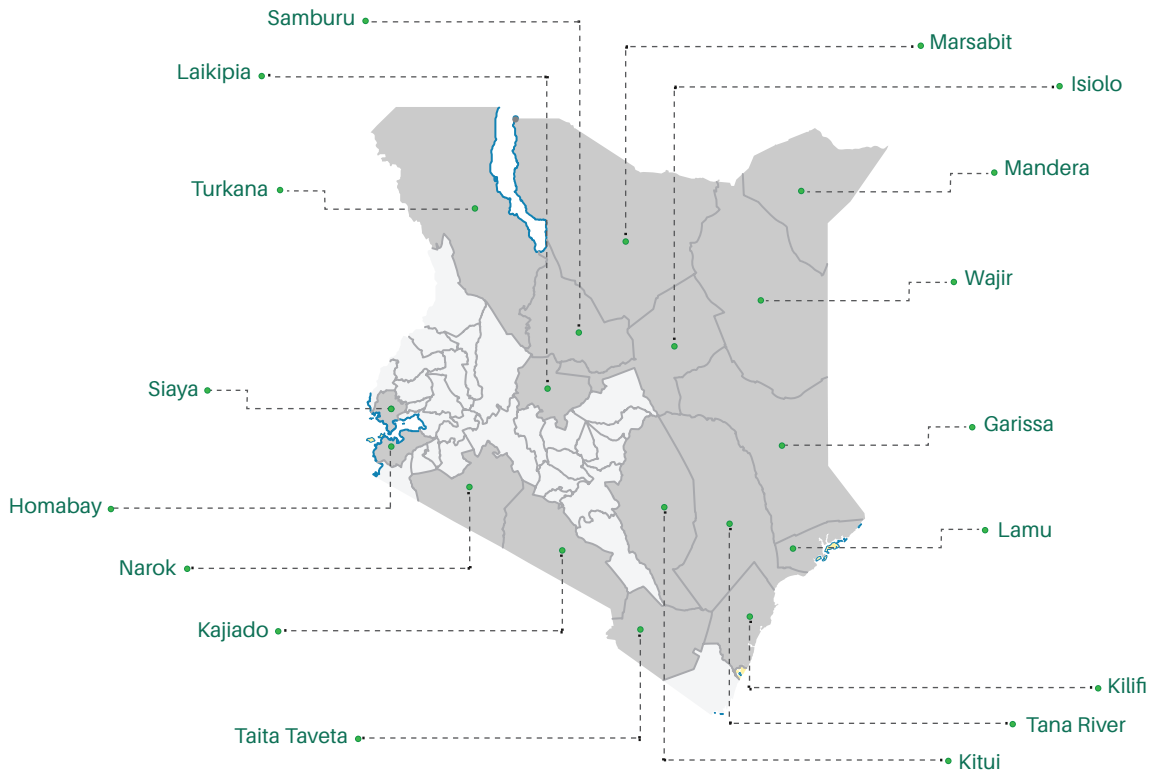 Samburu
Marsabit
Laikipia
Isiolo
Mandera
Turkana
Wajir
Siaya
Garissa
Homabay
Lamu
Narok
Kajiado
Kilifi
Tana River
Taita Taveta
Kitui